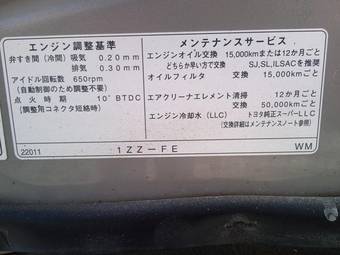 エンジン調整基準
弁すき間（冷間）吸気 0.20mm
排気 0.30mm
アイドル回転数 650rpm
（自動制御のため調整不要）
点火時期 10°BTDC
（調整用コネクタ短絡時）
メンテナンスサービス
エンジンオイル交換 15,000kmまたは12か月ごと
どちらか早い方で交換 SJ,SL,ILSACを推奨
オイルフィルタ 交換 15,000kmごと
エアクリーナエレメント清掃 12か月ごと
交換 50,000kmごと
エンジン冷却水（LLC） トヨタ純正スーパーLLC
（交換詳細はメンテナンスノート参照）
22011 1ZZ－FE WM